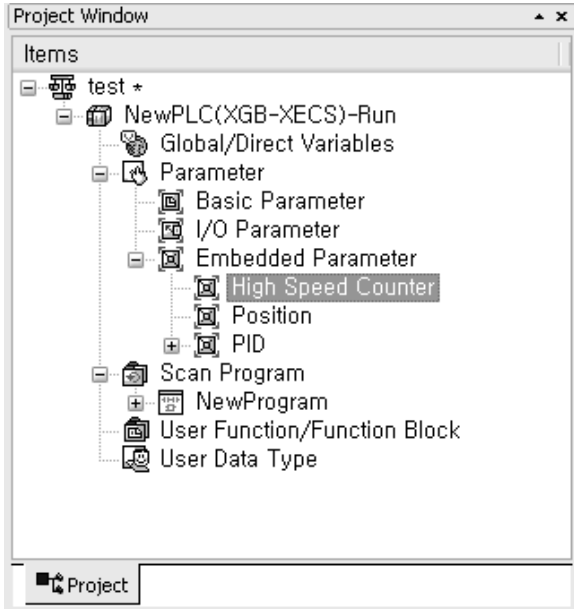 Project Window
Items
test *
NewPLC(XGB-XECS)-Run
Global/Direct Variables
Parameter
Basic Parameter
I/O Parameter
Embedded Parameter
High Speed Counter
Position
PID
Scan Program
NewProgram
User Function/Function Block
User Data Type
Project